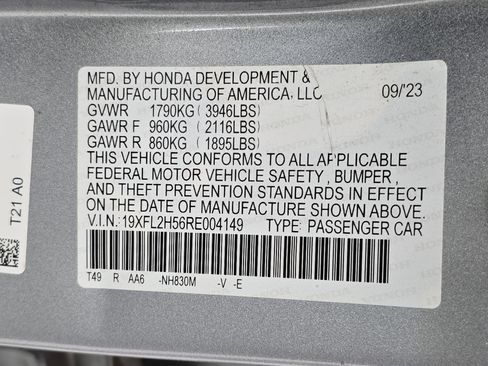 MFD. BY HONDA DEVELOPMENT &
MANUFACTURING OF AMERICA, LLC 09/'23
GVWR 1790KG(3946LBS)
GAWR F 960KG(2116LBS)
GAWR R 860KG(1895LBS)
THIS VEHICLE CONFORMS TO ALL APPLICABLE
FEDERAL MOTOR VEHICLE SAFETY, BUMPER,
AND THEFT PREVENTION STANDARDS IN EFFECT
ON THE DATE OF MANUFACTURE SHOWN ABOVE.
V.I.N.:19XFL2H56RE004149 TYPE: PASSENGER CAR
T49 R AA6 -NH830M -V -E
T21 A0